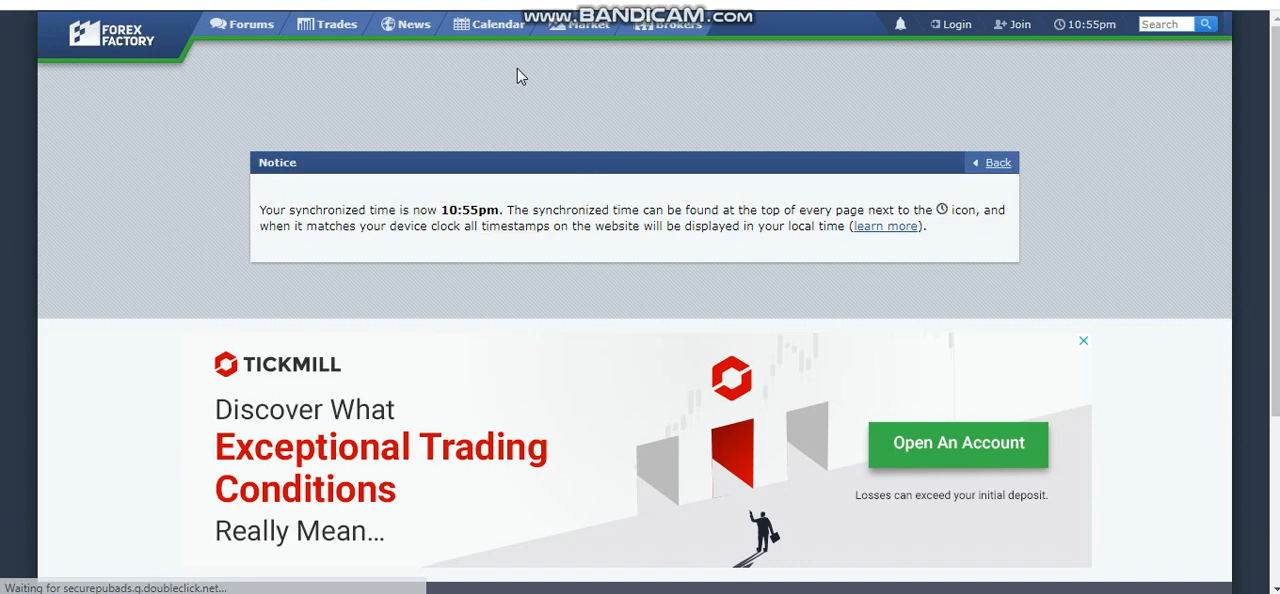 www.BANDICAM.com
FOREX FACTORY
Forums Trades News Calendar Market Brokers Login Join 10:55pm Search
Notice Back
Your synchronized time is now 10:55pm. The synchronized time can be found at the top of every page next to the icon, and
when it matches your device clock all timestamps on the website will be displayed in your local time (learn more).
TICKMILL
Discover What
Exceptional Trading
Conditions
Really Mean...
Open An Account
Losses can exceed your initial deposit.
Waiting for securepubads.g.doubleclick.net...